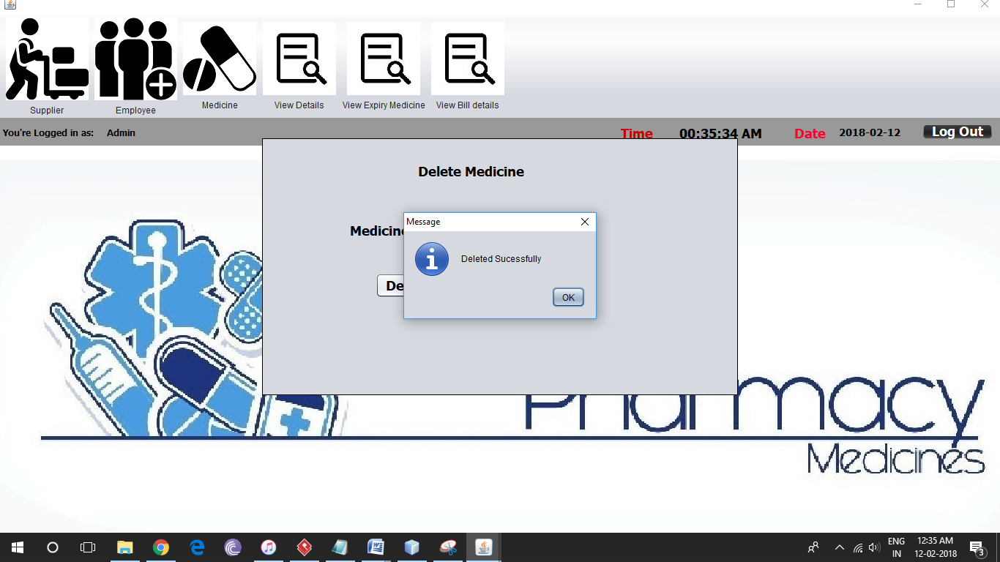 Supplier
Employee
Medicine
View Details
View Expiry Medicine
View Bill details
You're Logged in as: Admin
Time 00:35:34 AM Date 2018-02-12 Log Out
Delete Medicine
Message
Deleted Sucessfully
OK
Pharmacy
Medicines
ENG
IN
12:35 AM
12-02-2018
3